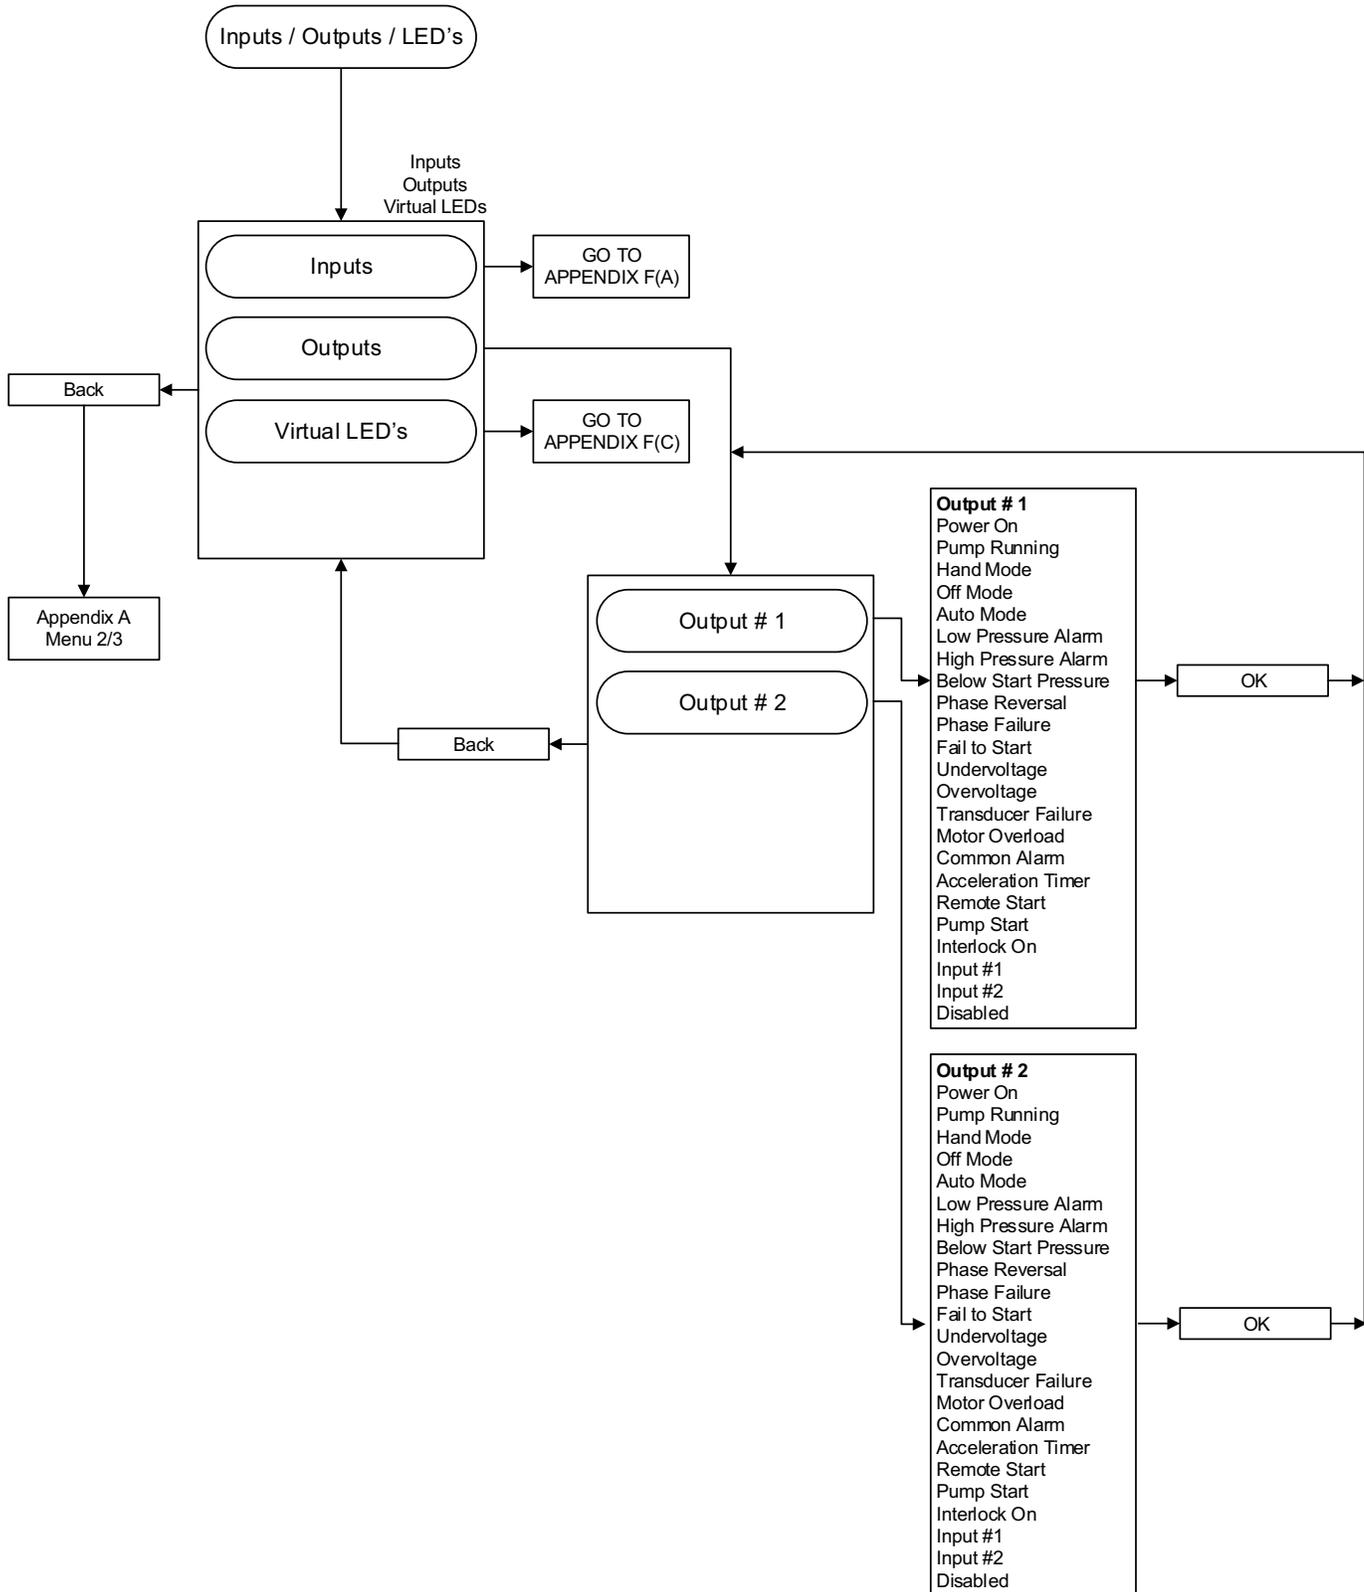 Inputs / Outputs / LED’s
Inputs
Outputs
Virtual LEDs
Inputs
GO TO
APPENDIX F(A)
Outputs
Back
Virtual LED’s
GO TO
APPENDIX F(C)
Appendix A
Menu 2/3
Output # 1
Output # 2
Back
Output # 1
Power On
Pump Running
Hand Mode
Off Mode
Auto Mode
Low Pressure Alarm
High Pressure Alarm
Below Start Pressure
Phase Reversal
Phase Failure
Fail to Start
Undervoltage
Overvoltage
Transducer Failure
Motor Overload
Common Alarm
Acceleration Timer
Remote Start
Pump Start
Interlock On
Input #1
Input #2
Disabled
OK
Output # 2
Power On
Pump Running
Hand Mode
Off Mode
Auto Mode
Low Pressure Alarm
High Pressure Alarm
Below Start Pressure
Phase Reversal
Phase Failure
Fail to Start
Undervoltage
Overvoltage
Transducer Failure
Motor Overload
Common Alarm
Acceleration Timer
Remote Start
Pump Start
Interlock On
Input #1
Input #2
Disabled
OK